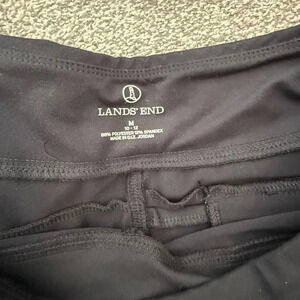 LANDS' END
M
10 - 12
88% POLYESTER 12% SPANDEX
MADE IN Q.I.Z. JORDAN